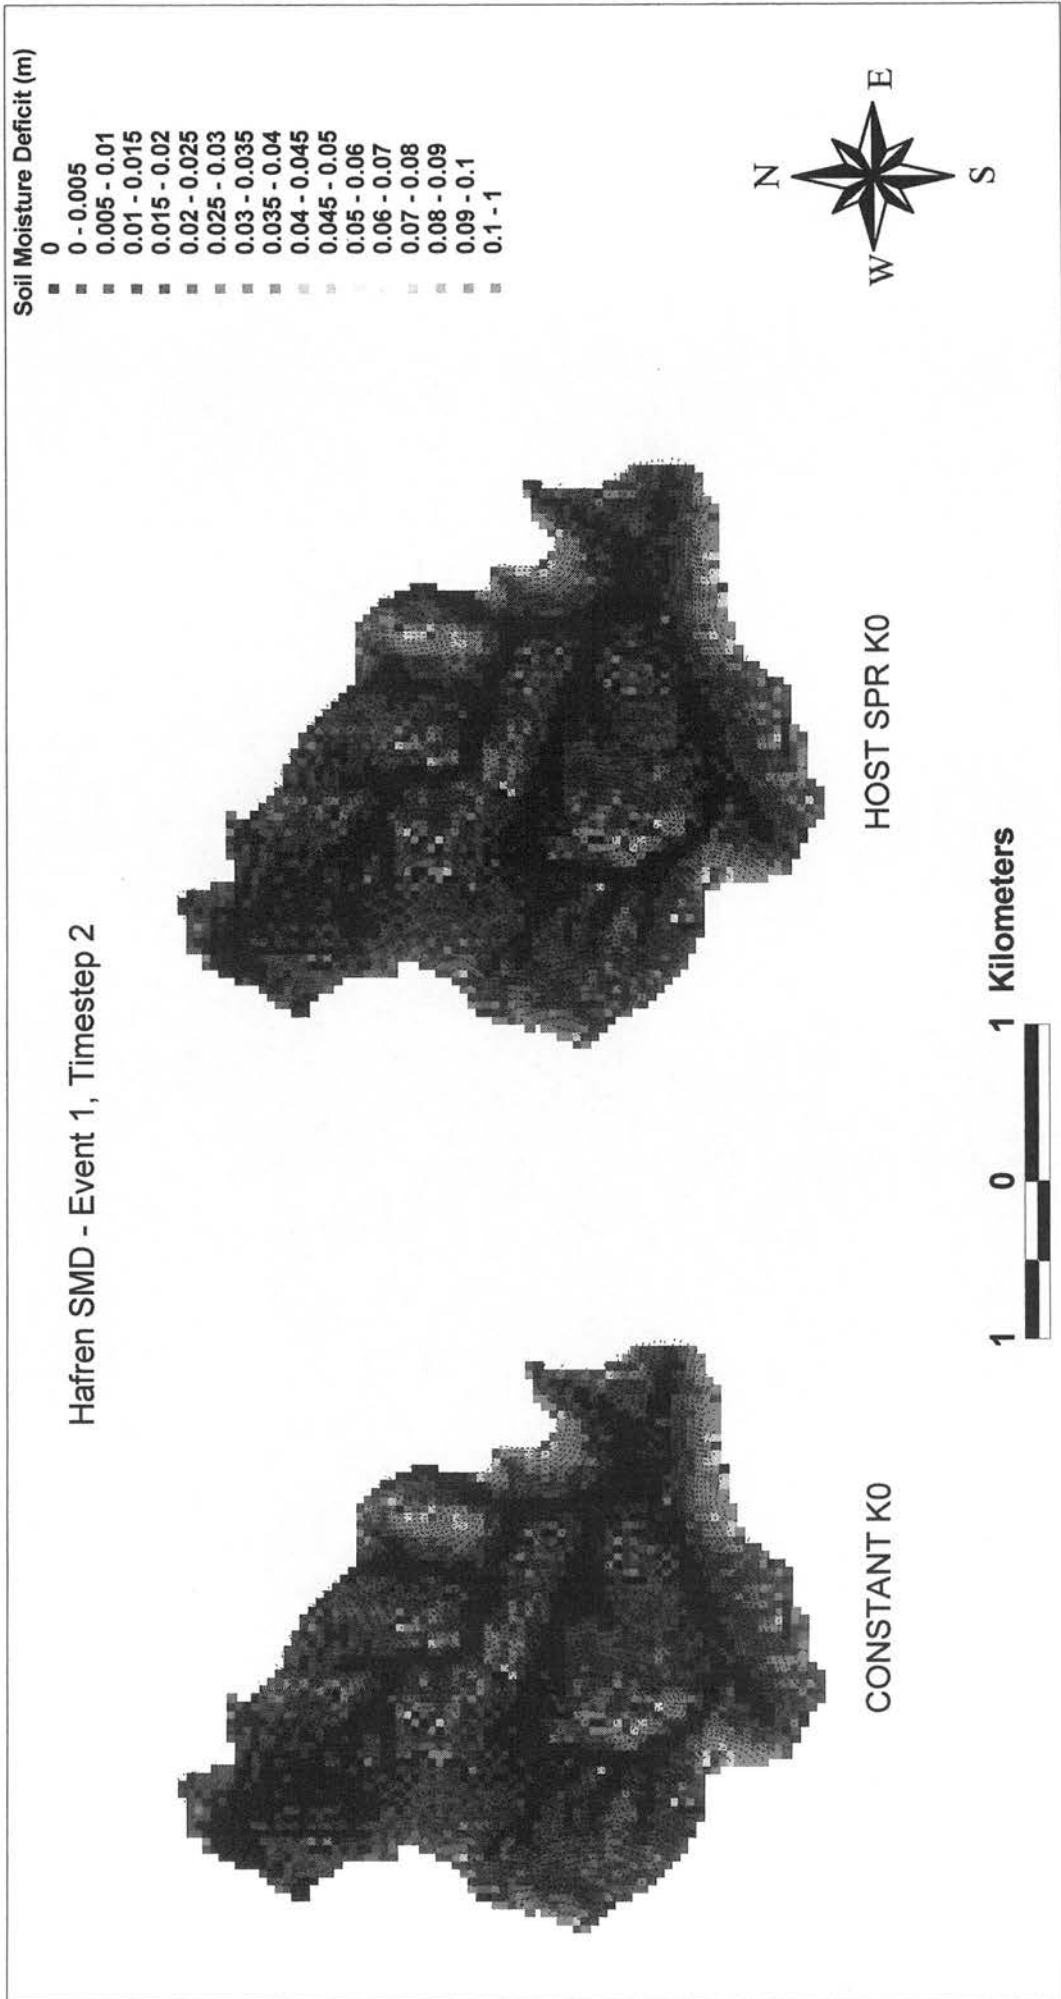 Hafren SMD - Event 1, Timestep 2
Soil Moisture Deficit (m)
0
0 - 0.005
0.005 - 0.01
0.01 - 0.015
0.015 - 0.02
0.02 - 0.025
0.025 - 0.03
0.03 - 0.035
0.035 - 0.04
0.04 - 0.045
0.045 - 0.05
0.05 - 0.06
0.06 - 0.07
0.07 - 0.08
0.08 - 0.09
0.09 - 0.1
0.1 - 1
CONSTANT K0
HOST SPR K0
N
W
E
S
1 0 1 Kilometers